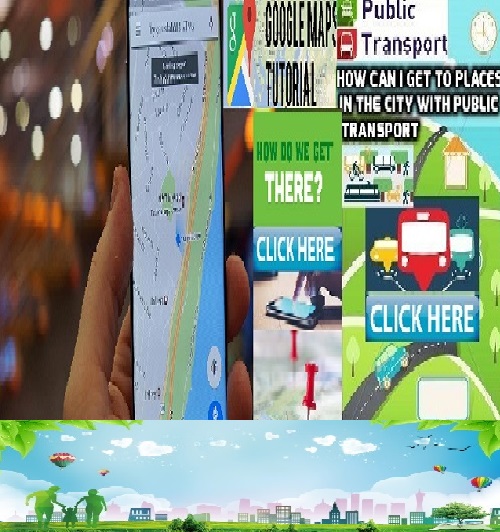 GOOGLE MAPS
TUTORIAL
Public
Transport
HOW CAN I GET TO PLACES
IN THE CITY WITH PUBLIC
TRANSPORT
HOW DO WE GET
THERE?
CLICK HERE
CLICK HERE